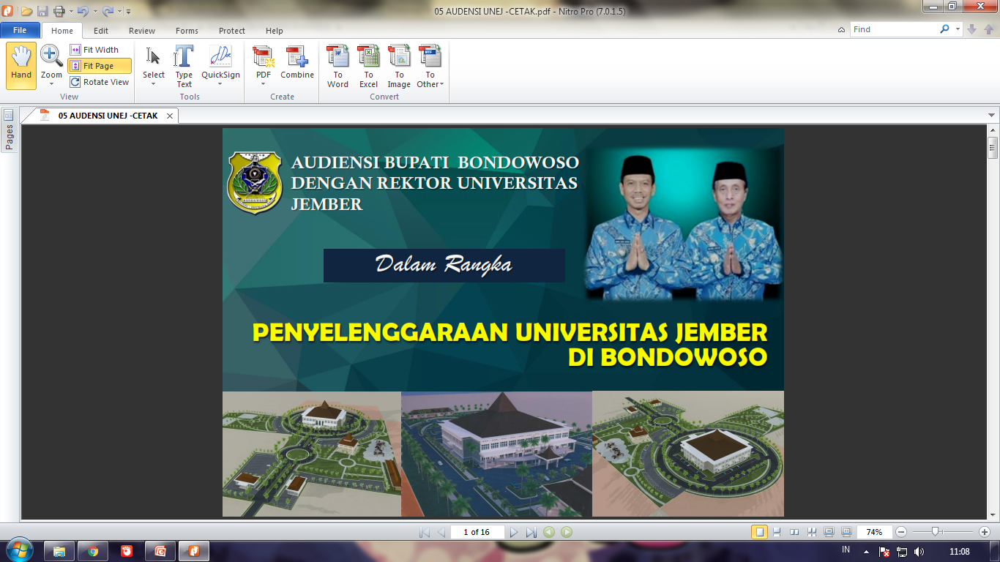 05 AUDENSI UNEJ -CETAK.pdf - Nitro Pro (7.0.1.5)
File Home Edit Review Forms Protect Help Find
Hand
Zoom
Fit Width
Fit Page
Rotate View
View
Select
Type
Text
QuickSign
Tools
PDF
Combine
Create
To
Word
To
Excel
To
Image
To
Other
Convert
05 AUDENSI UNEJ -CETAK
Pages
AUDIENSI BUPATI BONDOWOSO
DENGAN REKTOR UNIVERSITAS
JEMBER
Dalam Rangka
PENYELENGGARAAN UNIVERSITAS JEMBER
DI BONDOWOSO
1 of 16
74%
IN
11:08